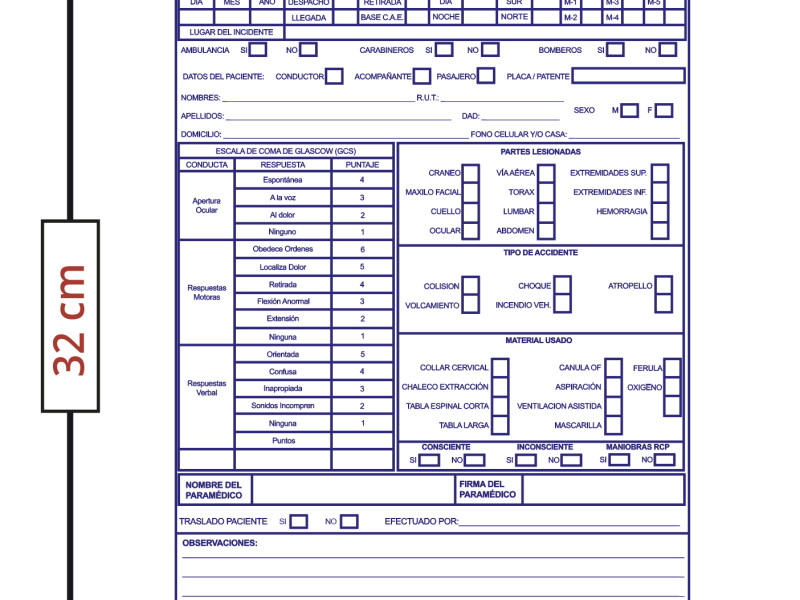 DIA MES AÑO DESPACHO RETIRADA DIA SUR M-1 M-3 M-5
LLEGADA BASE C.A.E. NOCHE NORTE M-2 M-4
LUGAR DEL INCIDENTE
AMBULANCIA SI NO CARABINEROS SI NO BOMBEROS SI NO
DATOS DEL PACIENTE: CONDUCTOR ACOMPAÑANTE PASAJERO PLACA / PATENTE
NOMBRES: R.U.T.:
SEXO M F
APELLIDOS: DAD:
DOMICILIO: FONO CELULAR Y/O CASA:
ESCALA DE COMA DE GLASCOW (GCS)
CONDUCTA RESPUESTA PUNTAJE
Apertura Ocular
Espontánea 4
A la voz 3
Al dolor 2
Ninguno 1
Respuestas Motoras
Obedece Ordenes 6
Localiza Dolor 5
Retirada 4
Flexión Anormal 3
Extensión 2
Ninguna 1
Respuestas Verbal
Orientada 5
Confusa 4
Inapropiada 3
Sonidos Incompren 2
Ninguna 1
Puntos
PARTES LESIONADAS
CRANEO VÍA AÉREA EXTREMIDADES SUP.
MAXILO FACIAL TORAX EXTREMIDADES INF.
CUELLO LUMBAR HEMORRAGIA
OCULAR ABDOMEN
TIPO DE ACCIDENTE
COLISION CHOQUE ATROPELLO
VOLCAMIENTO INCENDIO VEH.
MATERIAL USADO
COLLAR CERVICAL CANULA OF FERULA
CHALECO EXTRACCIÓN ASPIRACIÓN OXIGENO
TABLA ESPINAL CORTA VENTILACION ASISTIDA
TABLA LARGA MASCARILLA
CONSCIENTE INCONSCIENTE MANIOBRAS RCP
SI NO SI NO SI NO
NOMBRE DEL PARAMÉDICO FIRMA DEL PARAMÉDICO
TRASLADO PACIENTE SI NO EFECTUADO POR:
OBSERVACIONES:
32 cm